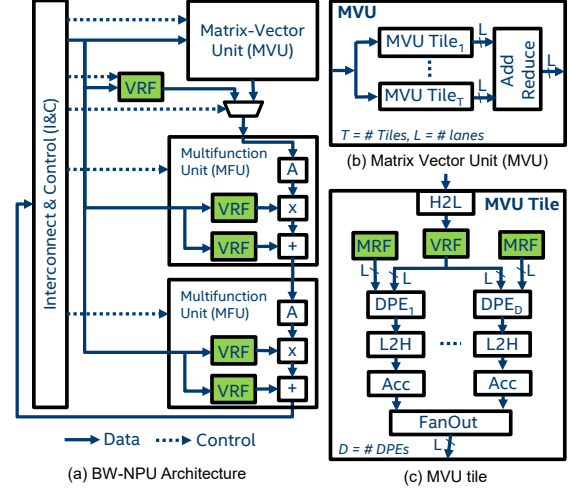 Interconnect & Control (I&C)
Matrix-Vector
Unit (MVU)
VRF
Multifunction
Unit (MFU)
A
VRF
x
VRF
+
Multifunction
Unit (MFU)
A
VRF
x
VRF
+
Data
Control
(a) BW-NPU Architecture
MVU
MVU Tile1
L
MVU TileT
L
Add
Reduce
L
T = # Tiles, L = # lanes
(b) Matrix Vector Unit (MVU)
MVU Tile
H2L
MRF
VRF
MRF
L
L
L
L
DPE1
DPED
L2H
L2H
Acc
Acc
FanOut
L
D = # DPEs
(c) MVU tile